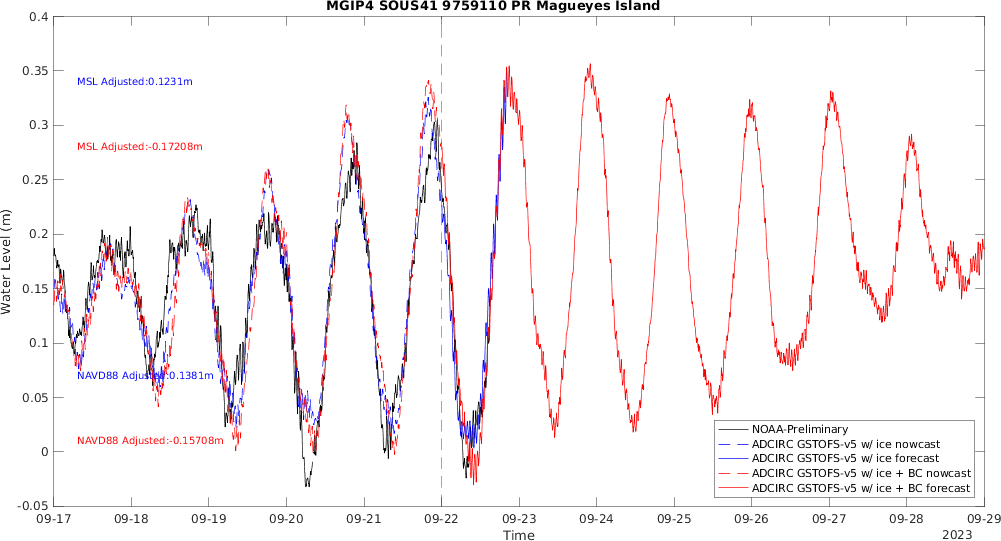 MGIP4 SOUS41 9759110 PR Magueyes Island
0.4
0.35
0.3
0.25
0.2
0.15
0.1
0.05
0
-0.05
Water Level (m)
MSL Adjusted:0.1231m
MSL Adjusted:-0.17208m
NAVD88 Adjusted:0.1381m
NAVD88 Adjusted:-0.15708m
NOAA-Preliminary
ADCIRC GSTOFS-v5 w/ ice nowcast
ADCIRC GSTOFS-v5 w/ ice forecast
ADCIRC GSTOFS-v5 w/ ice + BC nowcast
ADCIRC GSTOFS-v5 w/ ice + BC forecast
09-17 09-18 09-19 09-20 09-21 09-22 09-23 09-24 09-25 09-26 09-27 09-28 09-29
Time
2023